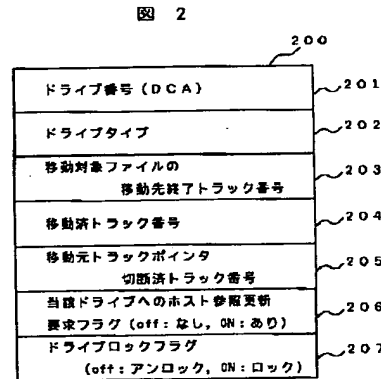 図 2
200
ドライブ番号(DCA)
201
ドライブタイプ
202
移動対象ファイルの
移動先終了トラック番号
203
移動済トラック番号
204
移動元トラックポインタ
切断済トラック番号
205
当該ドライブへのホスト参照更新
要求フラグ(off:なし,ON:あり)
206
ドライブロックフラグ
(off:アンロック,ON:ロック)
207